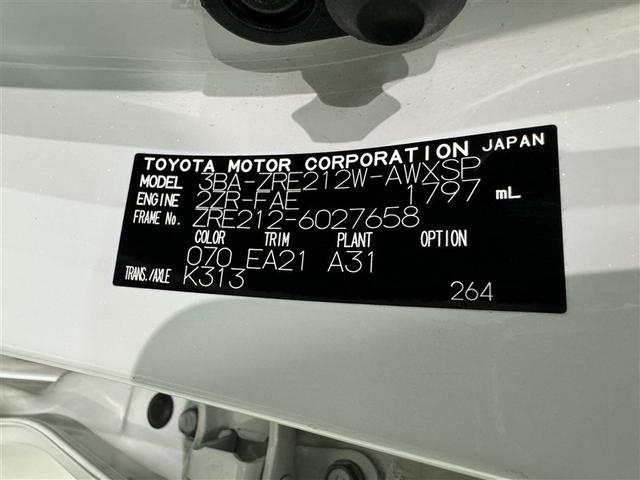 TOYOTA MOTOR CORPORATION JAPAN
MODEL 3BA-ZRE212W-AWXSP
ENGINE 2ZR-FAE 1797 mL
FRAME No. ZRE212-6027658
COLOR TRIM PLANT OPTION
070 EA21 A31
TRANS./AXLE K313
264